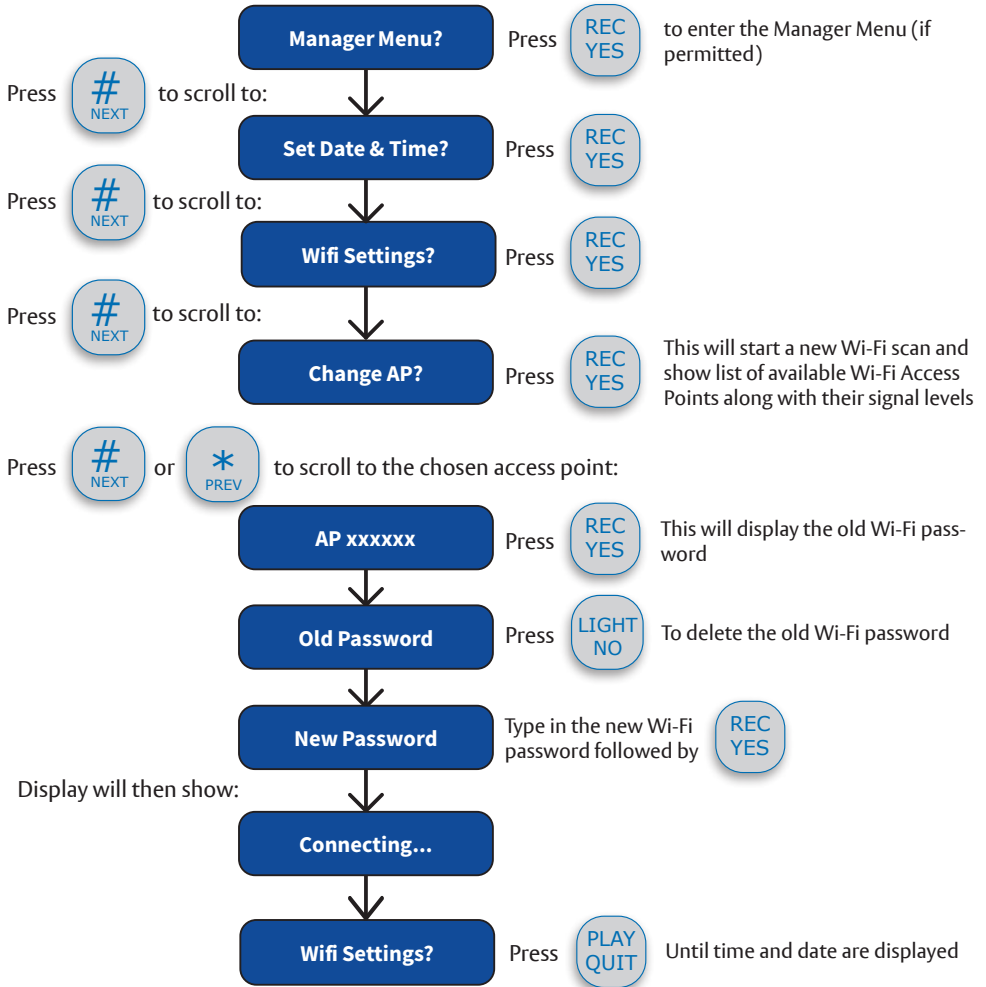 Manager Menu?
Press
REC
YES
to enter the Manager Menu (if
permitted)
Press
#
NEXT
to scroll to:
Set Date & Time?
Press
REC
YES
Press
#
NEXT
to scroll to:
Wifi Settings?
Press
REC
YES
Press
#
NEXT
to scroll to:
Change AP?
Press
REC
YES
This will start a new Wi-Fi scan and
show list of available Wi-Fi Access
Points along with their signal levels
Press
#
NEXT
or
*
PREV
to scroll to the chosen access point:
AP xxxxxx
Press
REC
YES
This will display the old Wi-Fi pass-
word
Old Password
Press
LIGHT
NO
To delete the old Wi-Fi password
New Password
Type in the new Wi-Fi
password followed by
REC
YES
Display will then show:
Connecting...
Wifi Settings?
Press
PLAY
QUIT
Until time and date are displayed